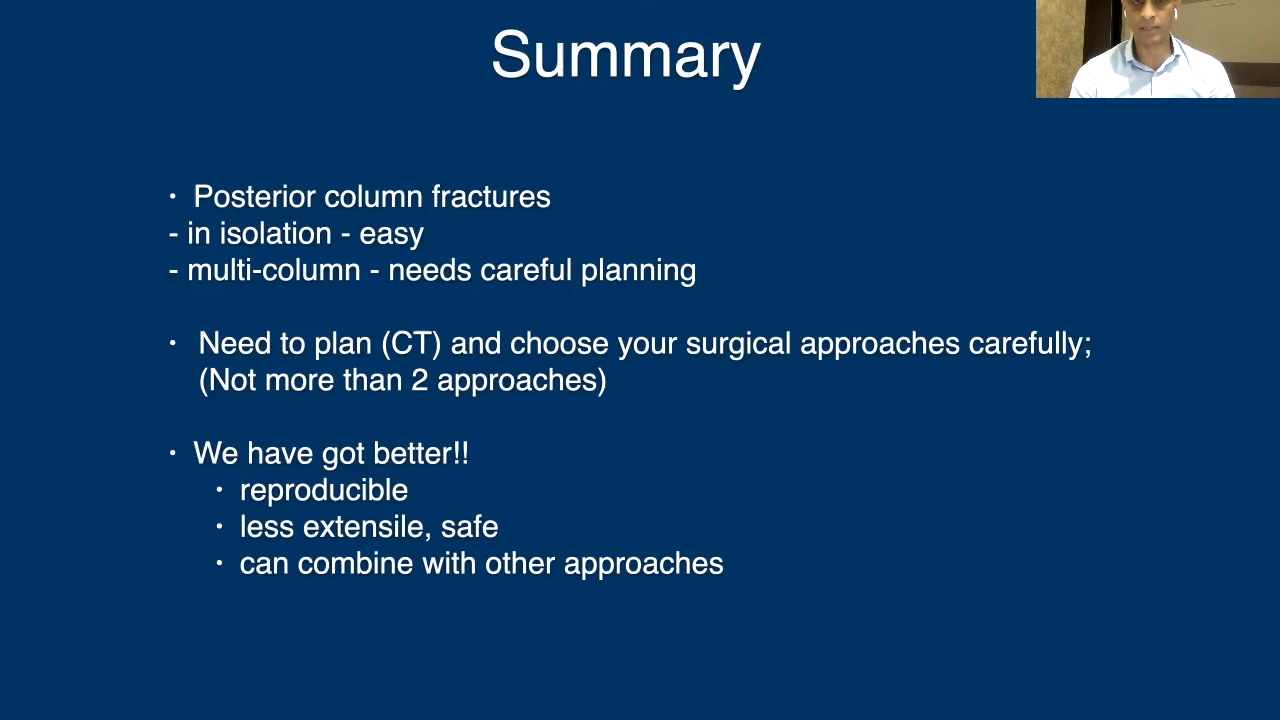 Summary
• Posterior column fractures
- in isolation - easy
- multi-column - needs careful planning
• Need to plan (CT) and choose your surgical approaches carefully;
(Not more than 2 approaches)
• We have got better!!
• reproducible
• less extensile, safe
• can combine with other approaches